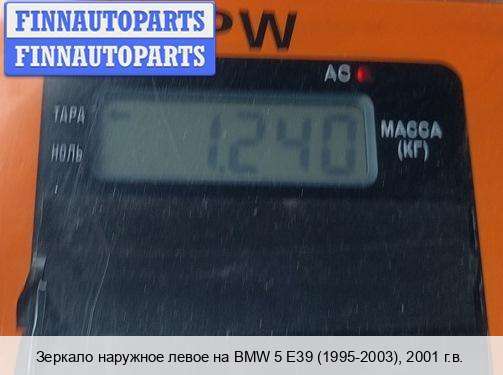 FINNAUTOPARTS
FINNAUTOPARTS
PW
AC
ТАРА
НОЛЬ
1.240
МАССА
(КГ)
Зеркало наружное левое на BMW 5 E39 (1995-2003), 2001 г.в.